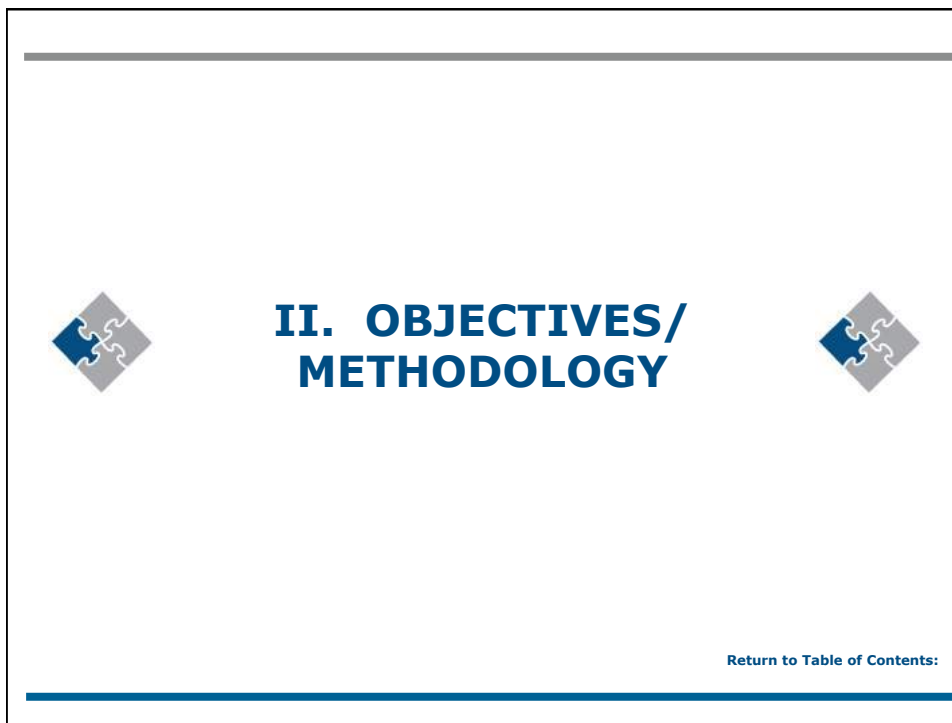 II. OBJECTIVES/
METHODOLOGY
Return to Table of Contents: